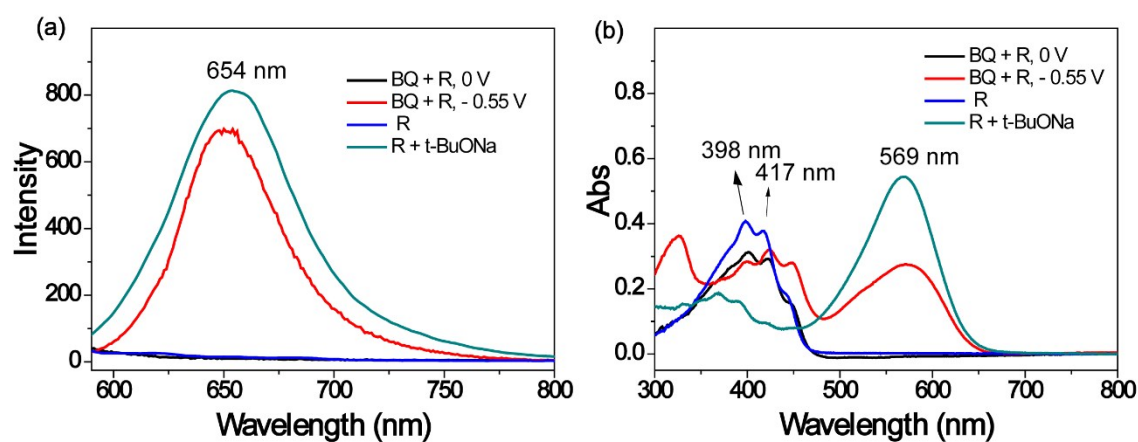 (a)
654 nm
BQ + R, 0 V
BQ + R, - 0.55 V
R
R + t-BuONa
Intensity
800
600
400
200
0
600 650 700 750 800
Wavelength (nm)
(b)
BQ + R, 0 V
BQ + R, - 0.55 V
R
R + t-BuONa
398 nm
417 nm
569 nm
Abs
0.8
0.6
0.4
0.2
0.0
300 400 500 600 700 800
Wavelength (nm)